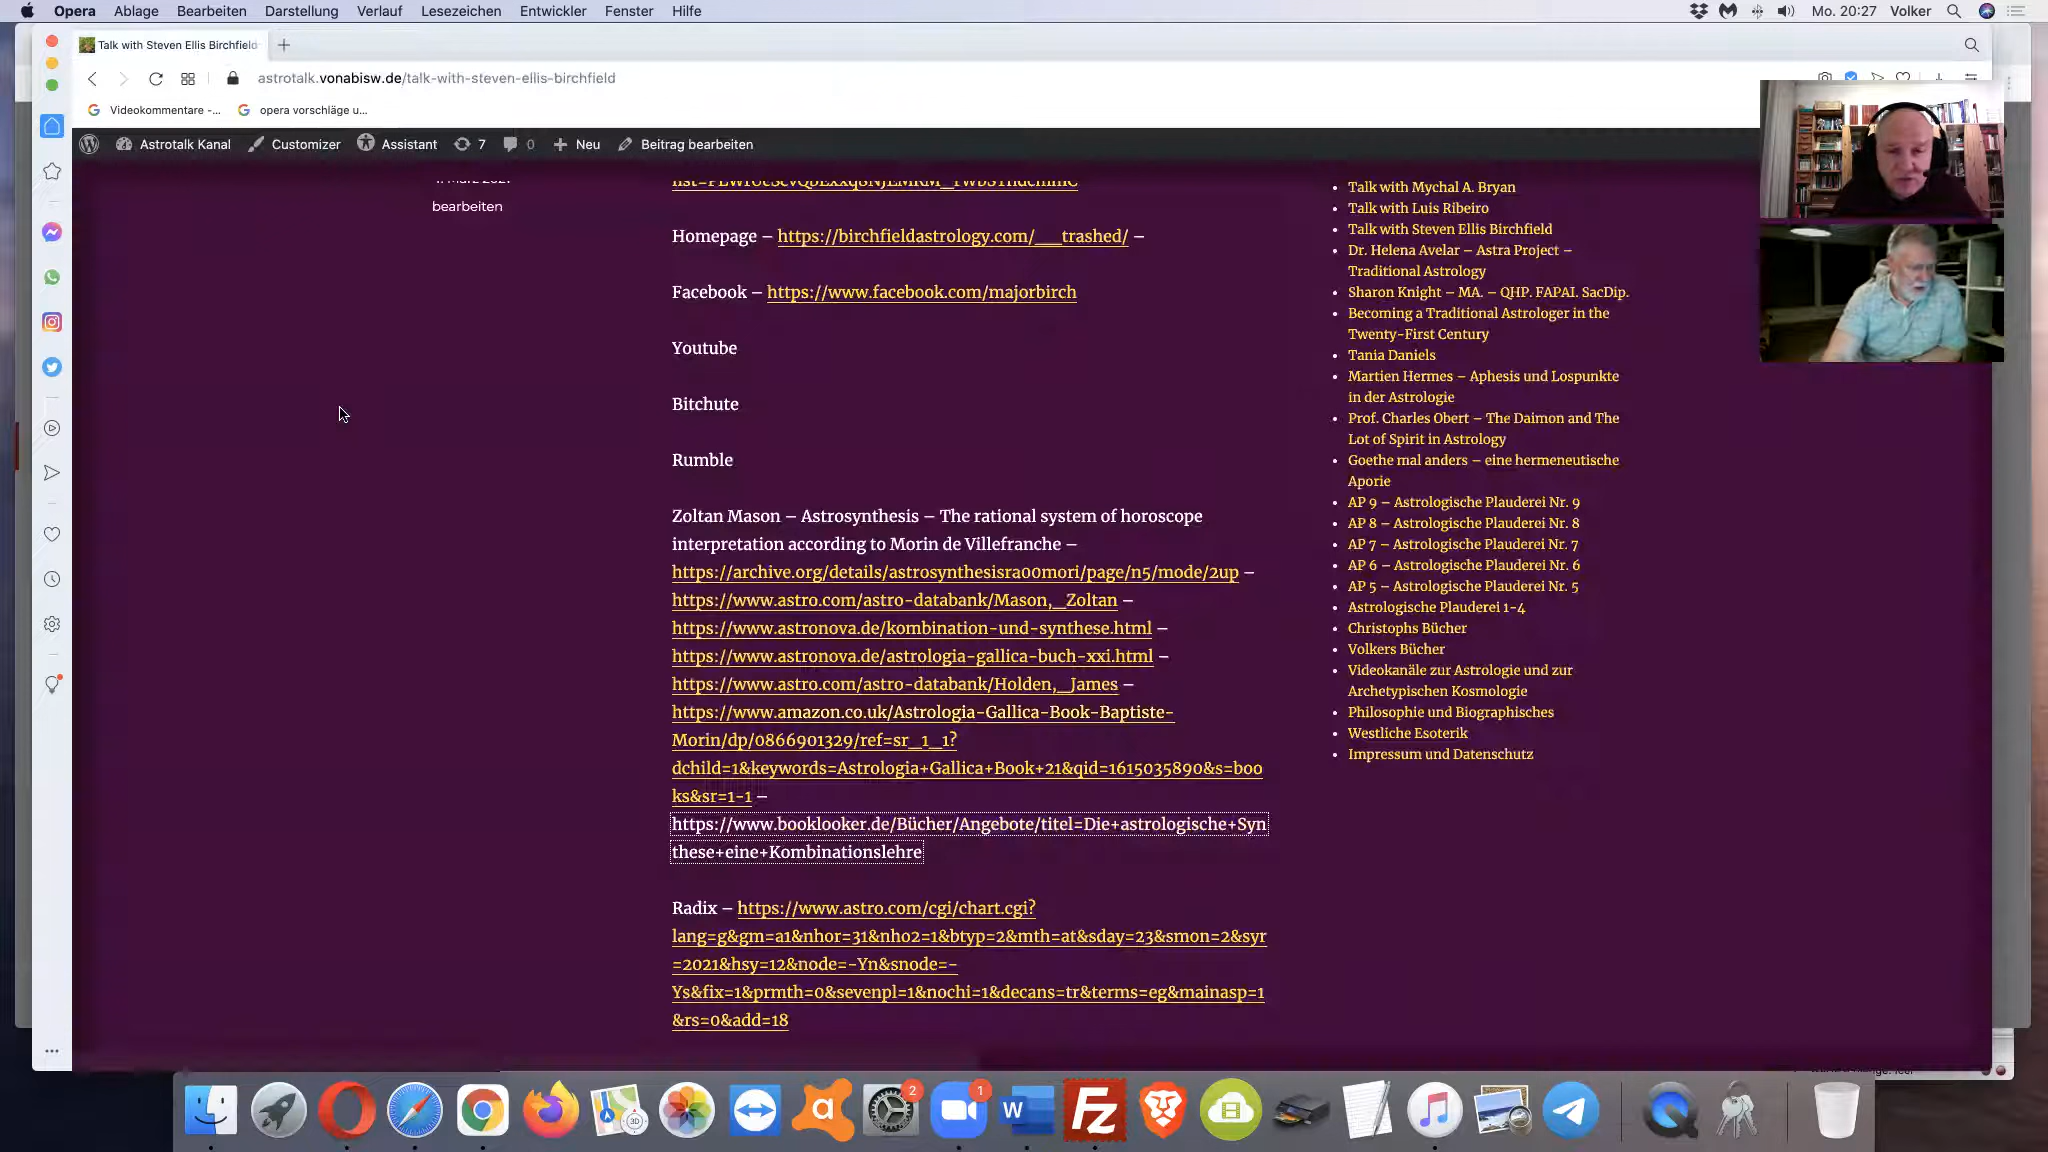 Opera Ablage Bearbeiten Darstellung Verlauf Lesezeichen Entwickler Fenster Hilfe Mo. 20:27 Volker
Talk with Steven Ellis Birchfield
astrotalk.vonabisw.de/talk-with-steven-ellis-birchfield
Videokommentare -... opera vorschläge u...
Astrotalk Kanal Customizer Assistant 7 0 Neu Beitrag bearbeiten
bearbeiten
Homepage – https://birchfieldastrology.com/__trashed/ –
Facebook – https://www.facebook.com/majorbirch
Youtube
Bitchute
Rumble
Zoltan Mason – Astrosynthesis – The rational system of horoscope
interpretation according to Morin de Villefranche –
https://archive.org/details/astrosynthesisra00mori/page/n5/mode/2up –
https://www.astro.com/astro-databank/Mason,_Zoltan –
https://www.astronova.de/kombination-und-synthese.html –
https://www.astronova.de/astrologia-gallica-buch-xxi.html –
https://www.astro.com/astro-databank/Holden,_James –
https://www.amazon.co.uk/Astrologia-Gallica-Book-Baptiste-
Morin/dp/0866901329/ref=sr_1_1?
dchild=1&keywords=Astrologia+Gallica+Book+21&qid=1615035890&s=boo
ks&sr=1-1 –
https://www.booklooker.de/Bücher/Angebote/titel=Die+astrologische+Syn
these+eine+Kombinationslehre
Radix – https://www.astro.com/cgi/chart.cgi?
lang=g&gm=a1&nhor=31&nho2=1&btyp=2&mth=at&sday=23&smon=2&syr
=2021&hsy=12&node=-Yn&snode=-
Ys&fix=1&prmth=0&sevenpl=1&nochi=1&decans=tr&terms=eg&mainasp=1
&rs=0&add=18
Talk with Mychal A. Bryan
Talk with Luis Ribeiro
Talk with Steven Ellis Birchfield
Dr. Helena Avelar – Astra Project –
Traditional Astrology
Sharon Knight – MA. – QHP. FAPAI. SacDip.
Becoming a Traditional Astrologer in the
Twenty-First Century
Tania Daniels
Martien Hermes – Aphesis und Lospunkte
in der Astrologie
Prof. Charles Obert – The Daimon and The
Lot of Spirit in Astrology
Goethe mal anders – eine hermeneutische
Aporie
AP 9 – Astrologische Plauderei Nr. 9
AP 8 – Astrologische Plauderei Nr. 8
AP 7 – Astrologische Plauderei Nr. 7
AP 6 – Astrologische Plauderei Nr. 6
AP 5 – Astrologische Plauderei Nr. 5
Astrologische Plauderei 1-4
Christophs Bücher
Volkers Bücher
Videokanäle zur Astrologie und zur
Archetypischen Kosmologie
Philosophie und Biographisches
Westliche Esoterik
Impressum und Datenschutz
3D
2
1
W
Fz